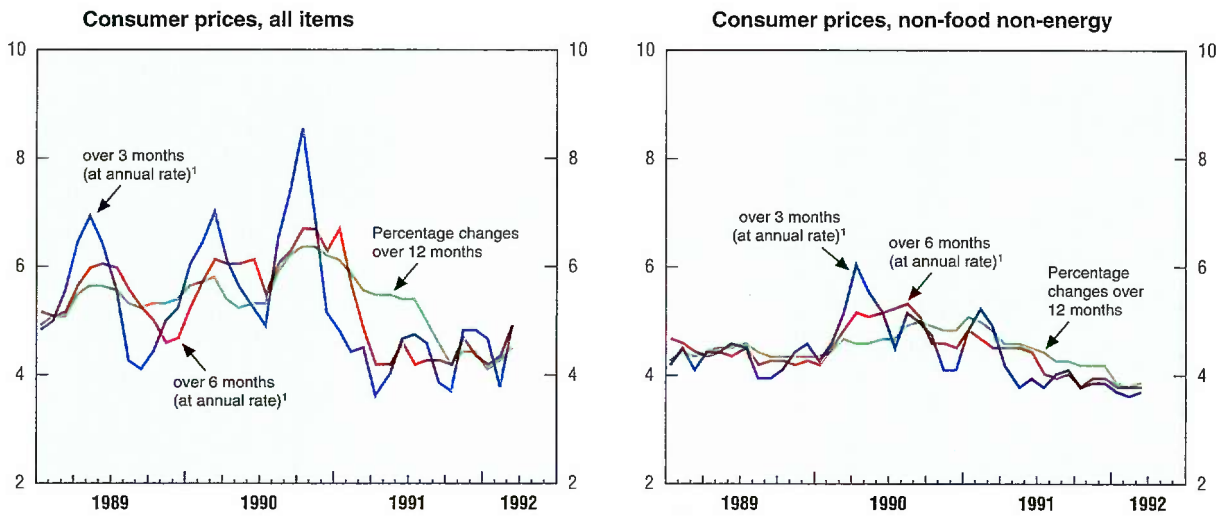 Consumer prices, all items
10
10
8
8
6
6
4
4
2
2
over 3 months
(at annual rate)¹
Percentage changes
over 12 months
over 6 months
(at annual rate)¹
1989
1990
1991
1992
Consumer prices, non-food non-energy
10
10
8
8
6
6
4
4
2
2
over 3 months
(at annual rate)¹
over 6 months
(at annual rate)¹
Percentage
changes over
12 months
1989
1990
1991
1992